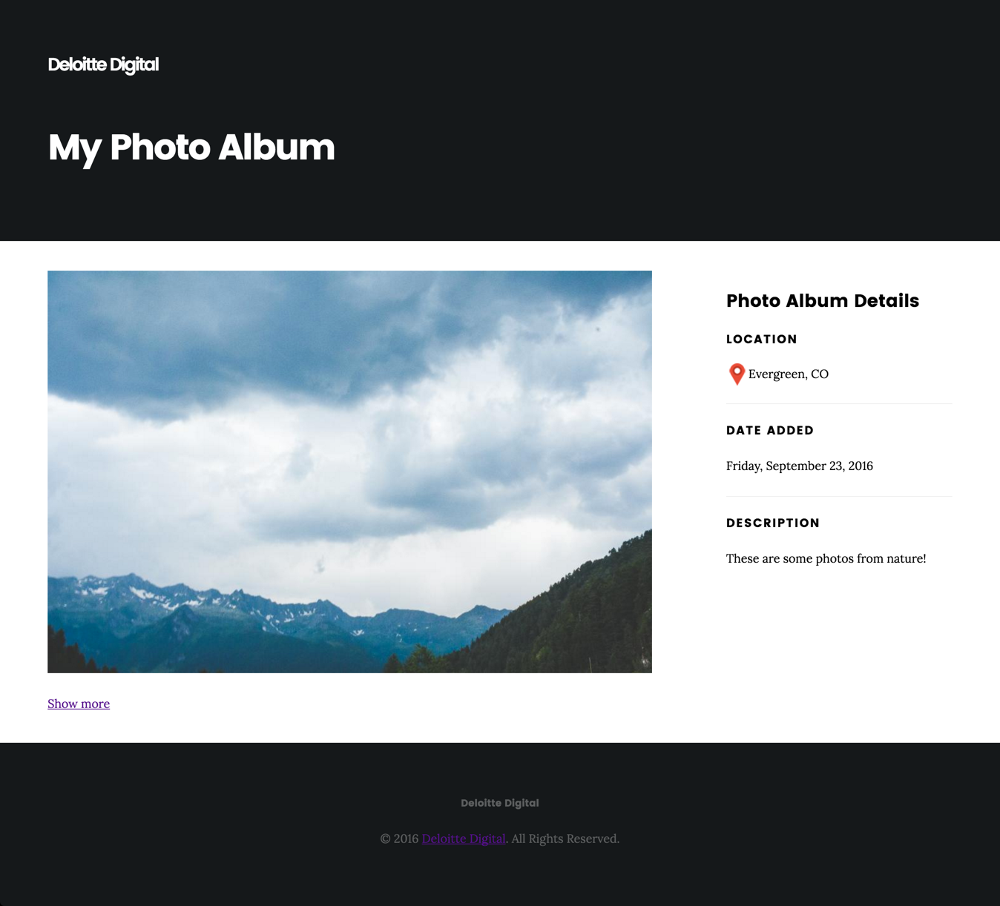 Deloitte Digital
My Photo Album
Photo Album Details
LOCATION
Evergreen, CO
DATE ADDED
Friday, September 23, 2016
DESCRIPTION
These are some photos from nature!
Show more
Deloitte Digital
© 2016 Deloitte Digital. All Rights Reserved.